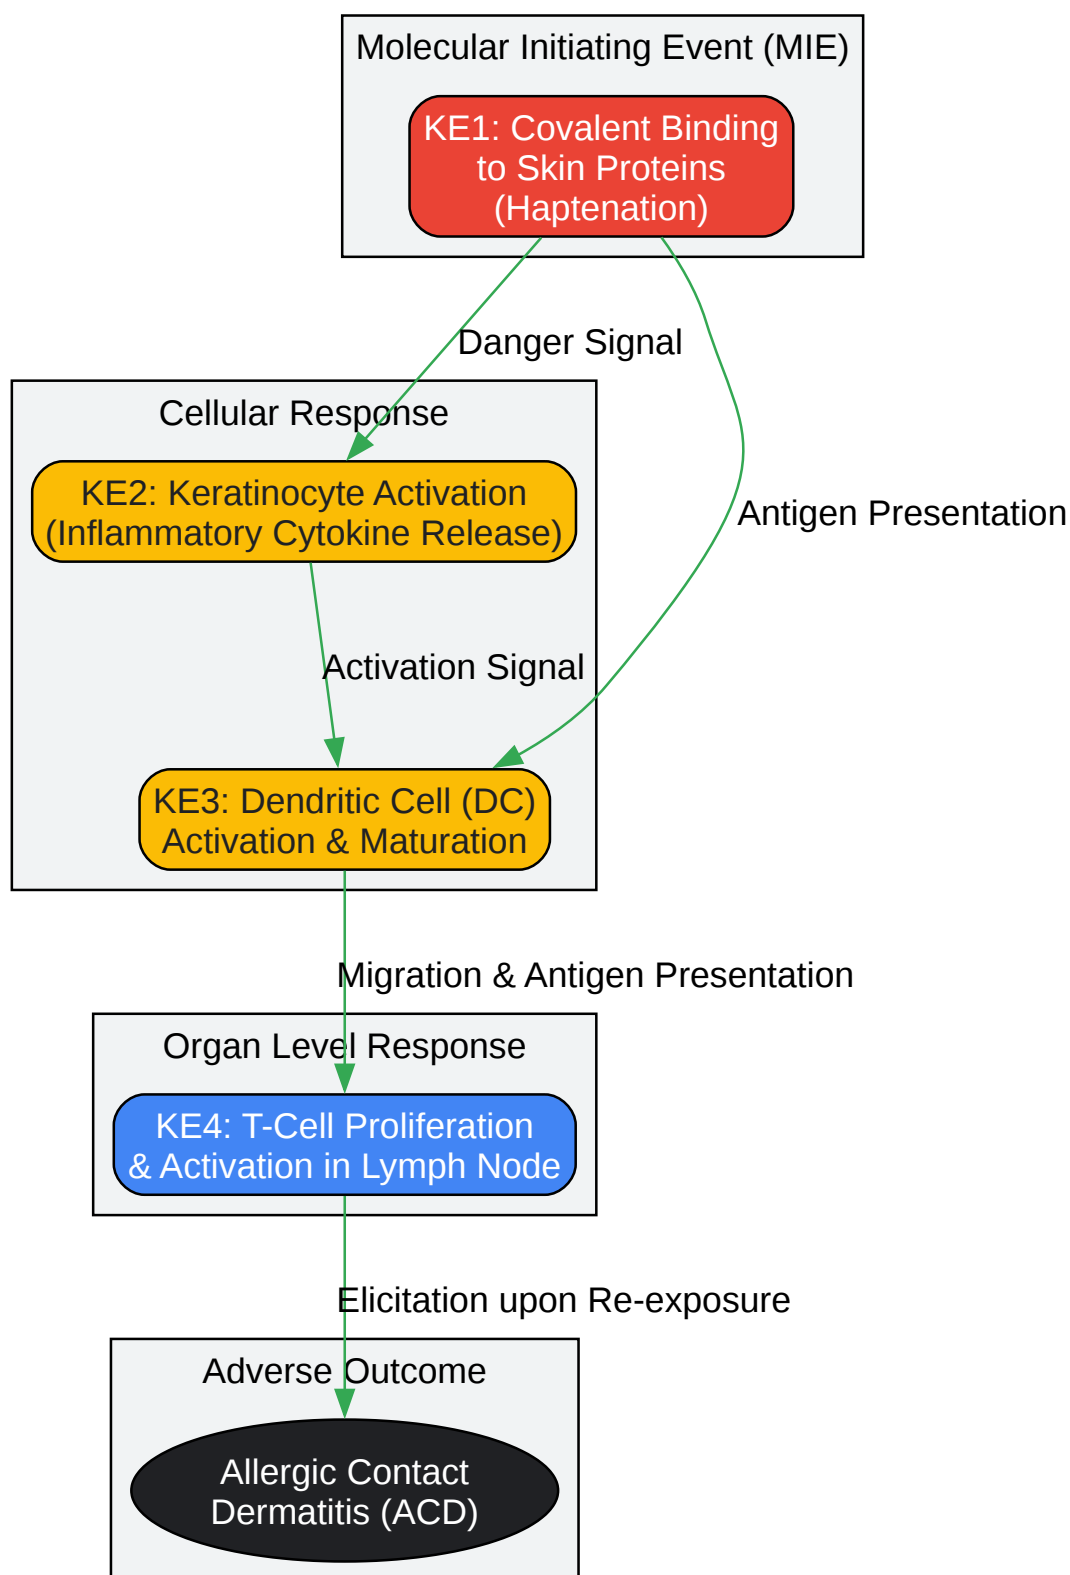 Molecular Initiating Event (MIE)
KE1: Covalent Binding
to Skin Proteins
(Haptenation)
Danger Signal
Cellular Response
KE2: Keratinocyte Activation
(Inflammatory Cytokine Release)
Antigen Presentation
Activation Signal
KE3: Dendritic Cell (DC)
Activation & Maturation
Migration & Antigen Presentation
Organ Level Response
KE4: T-Cell Proliferation
& Activation in Lymph Node
Elicitation upon Re-exposure
Adverse Outcome
Allergic Contact
Dermatitis (ACD)